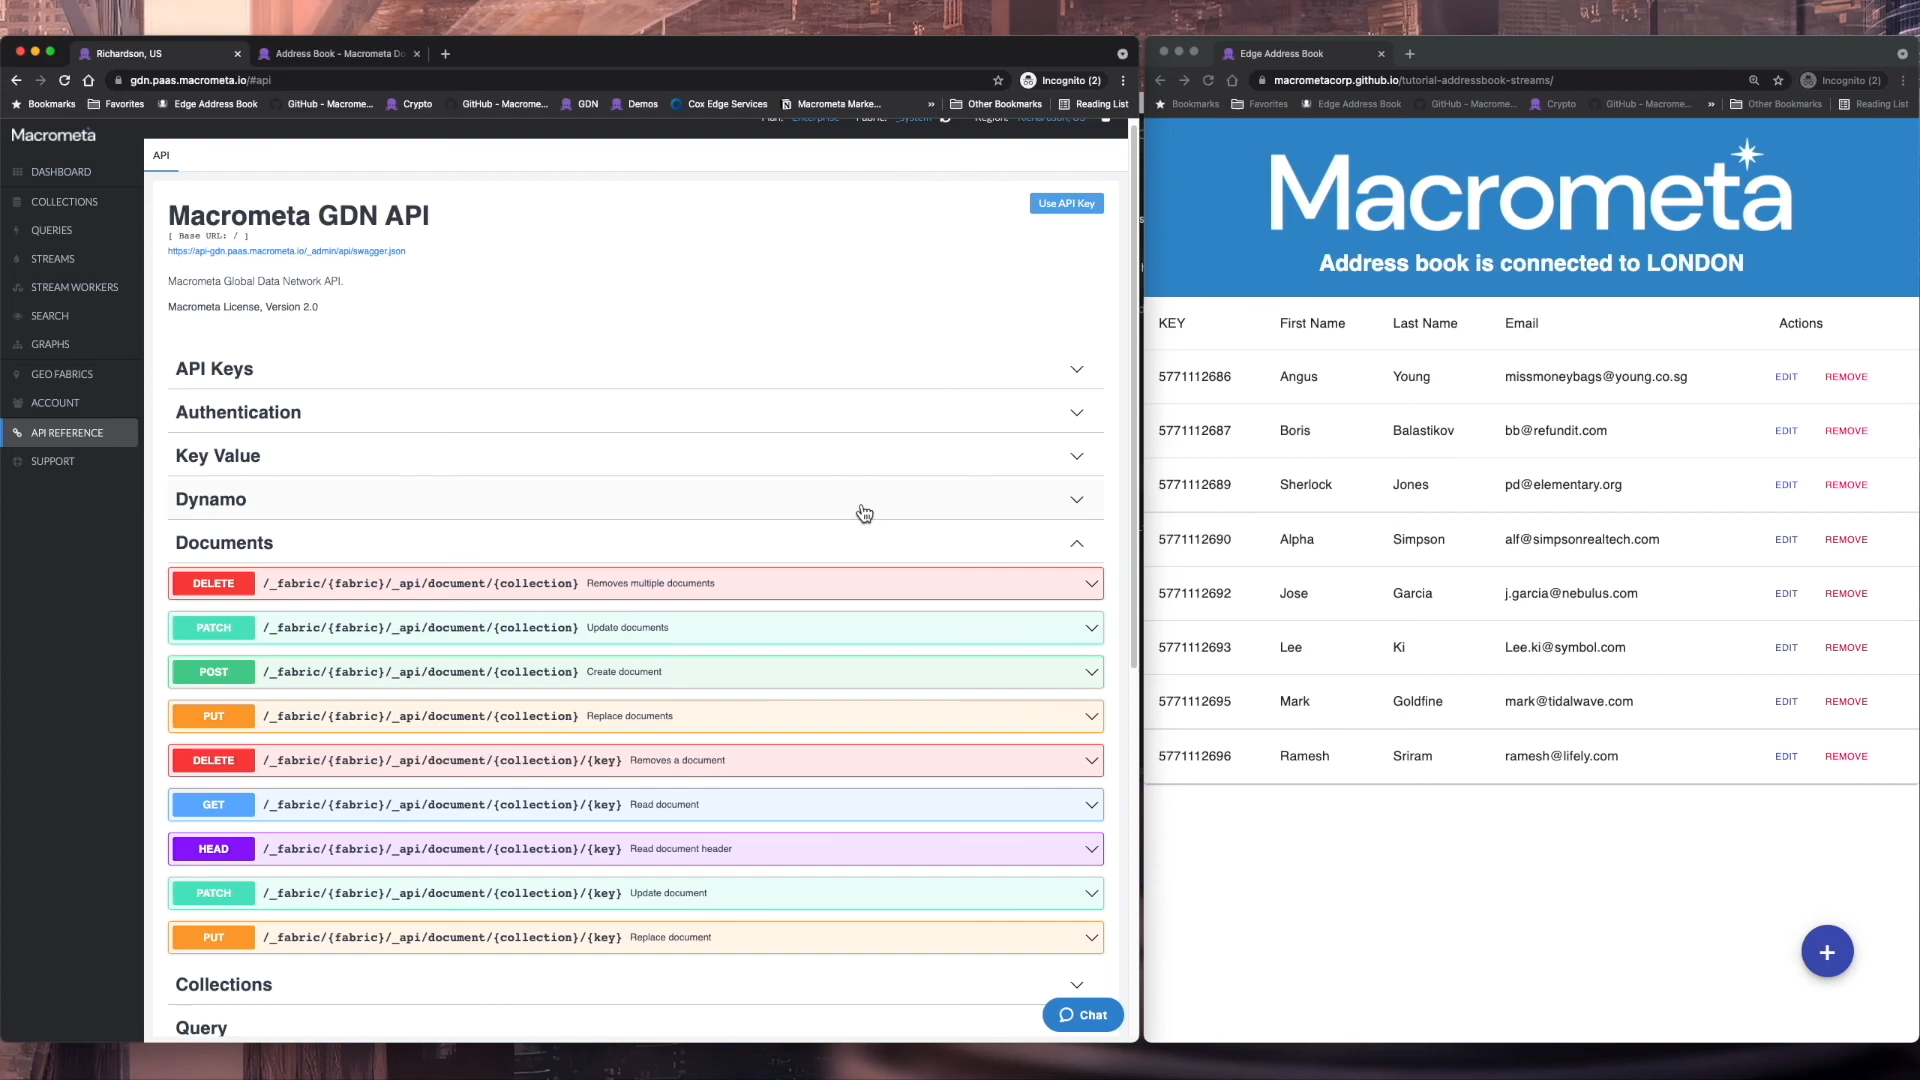 Richardson, US
Address Book - Macrometa Do
gdn.paas.macrometa.io/#api
Incognito (2)
Bookmarks
Favorites
Edge Address Book
GitHub - Macrome...
Crypto
GitHub - Macrome...
GDN
Demos
Cox Edge Services
Macrometa Marke...
»
Other Bookmarks
Reading List
Macrometa
DASHBOARD
COLLECTIONS
QUERIES
STREAMS
STREAM WORKERS
SEARCH
GRAPHS
GEO FABRICS
ACCOUNT
API REFERENCE
SUPPORT
Plan: Enterprise Fabric: _system Region: Richardson, US
API
Macrometa GDN API
Use API Key
[ Base URL: / ]
https://api-gdn.paas.macrometa.io/_admin/api/swagger.json
Macrometa Global Data Network API.
Macrometa License, Version 2.0
API Keys
Authentication
Key Value
Dynamo
Documents
DELETE /_fabric/{fabric}/_api/document/{collection} Removes multiple documents
PATCH /_fabric/{fabric}/_api/document/{collection} Update documents
POST /_fabric/{fabric}/_api/document/{collection} Create document
PUT /_fabric/{fabric}/_api/document/{collection} Replace documents
DELETE /_fabric/{fabric}/_api/document/{collection}/{key} Removes a document
GET /_fabric/{fabric}/_api/document/{collection}/{key} Read document
HEAD /_fabric/{fabric}/_api/document/{collection}/{key} Read document header
PATCH /_fabric/{fabric}/_api/document/{collection}/{key} Update document
PUT /_fabric/{fabric}/_api/document/{collection}/{key} Replace document
Collections
Query
Chat
Edge Address Book
macrometacorp.github.io/tutorial-addressbook-streams/
Incognito (2)
Bookmarks
Favorites
Edge Address Book
GitHub - Macrome...
Crypto
GitHub - Macrome...
»
Other Bookmarks
Reading List
Macrometa
Address book is connected to LONDON
KEY First Name Last Name Email Actions
5771112686 Angus Young missmoneybags@young.co.sg EDIT REMOVE
5771112687 Boris Balastikov bb@refundit.com EDIT REMOVE
5771112689 Sherlock Jones pd@elementary.org EDIT REMOVE
5771112690 Alpha Simpson alf@simpsonrealtech.com EDIT REMOVE
5771112692 Jose Garcia j.garcia@nebulus.com EDIT REMOVE
5771112693 Lee Ki Lee.ki@symbol.com EDIT REMOVE
5771112695 Mark Goldfine mark@tidalwave.com EDIT REMOVE
5771112696 Ramesh Sriram ramesh@lifely.com EDIT REMOVE
+